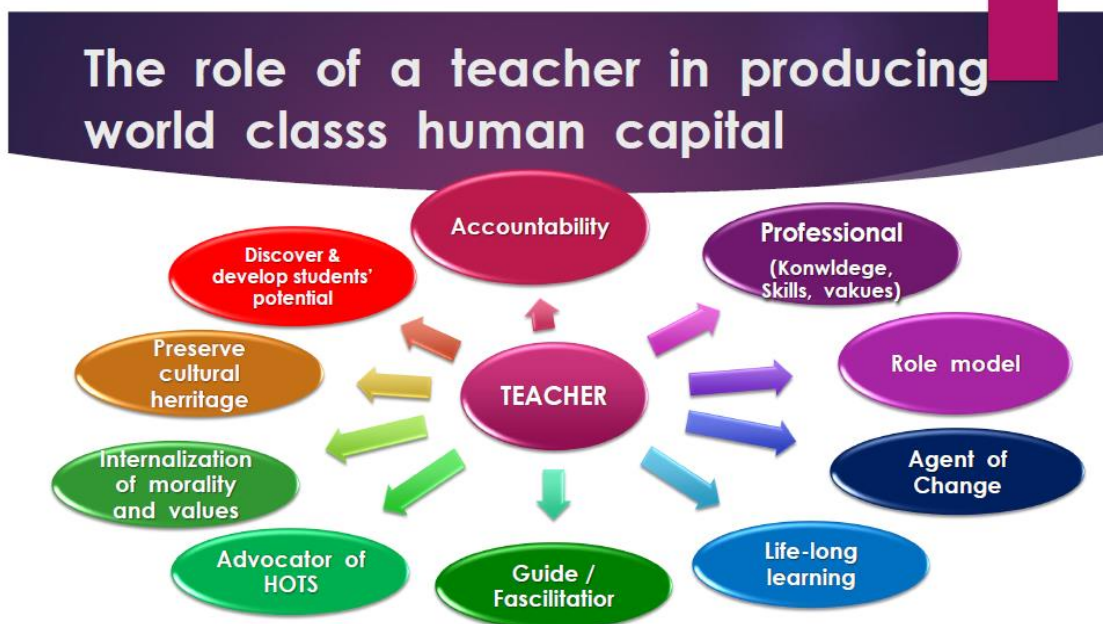 The role of a teacher in producing
world classs human capital
Accountability
Professional
(Konwldege,
Skills, vakues)
Role model
Agent of
Change
Life-long
learning
Guide /
Fascilitatior
Advocator of
HOTS
Internalization
of morality
and values
Preserve
cultural
herritage
Discover &
develop students'
potential
TEACHER